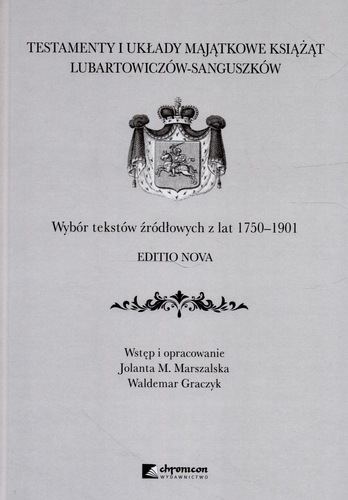 TESTAMENTY I UKŁADY MAJĄTKOWE KSIĄŻĄT
LUBARTOWICZÓW-SANGUSZKÓW
Wybór tekstów źródłowych z lat 1750–1901
EDITIO NOVA
Wstęp i opracowanie
Jolanta M. Marszalska
Waldemar Graczyk
chronicon
WYDAWNICTWO